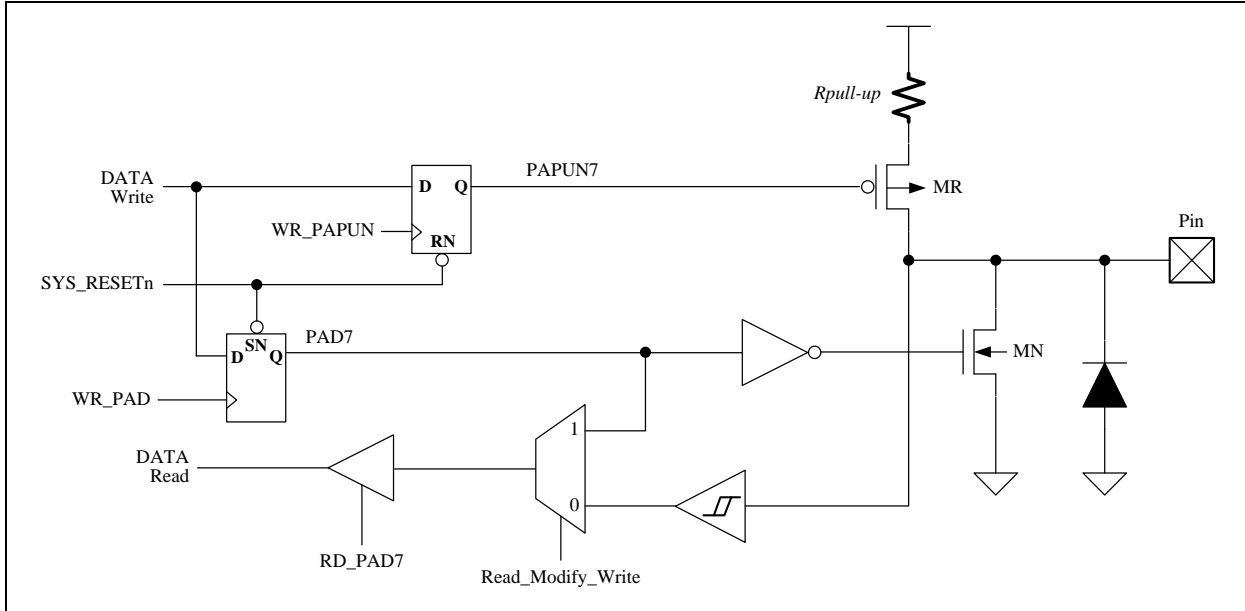 Rpull-up
DATA
Write
D
Q
PAPUN7
MR
WR_PAPUN
RN
Pin
SYS_RESETn
SN
D
Q
PAD7
MN
WR_PAD
1
DATA
Read
0
RD_PAD7
Read_Modify_Write